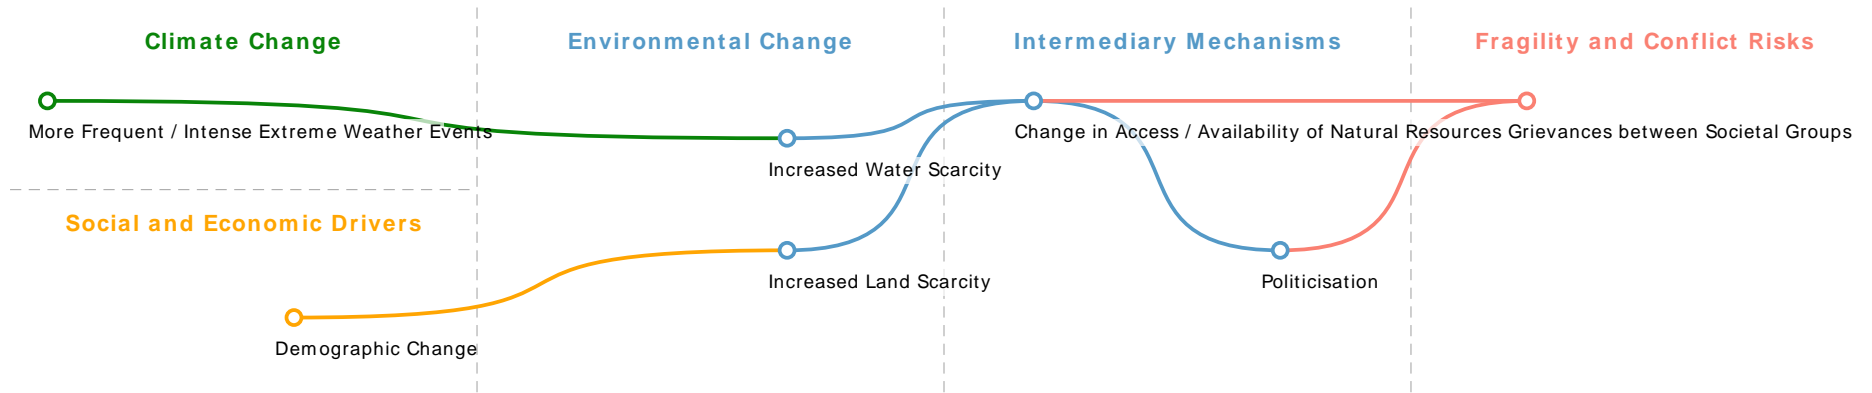 Climate Change
Environmental Change
Intermediary Mechanisms
Fragility and Conflict Risks
More Frequent / Intense Extreme Weather Events
Change in Access / Availability of Natural Resources
Grievances between Societal Groups
Increased Water Scarcity
Social and Economic Drivers
Increased Land Scarcity
Politicisation
Demographic Change